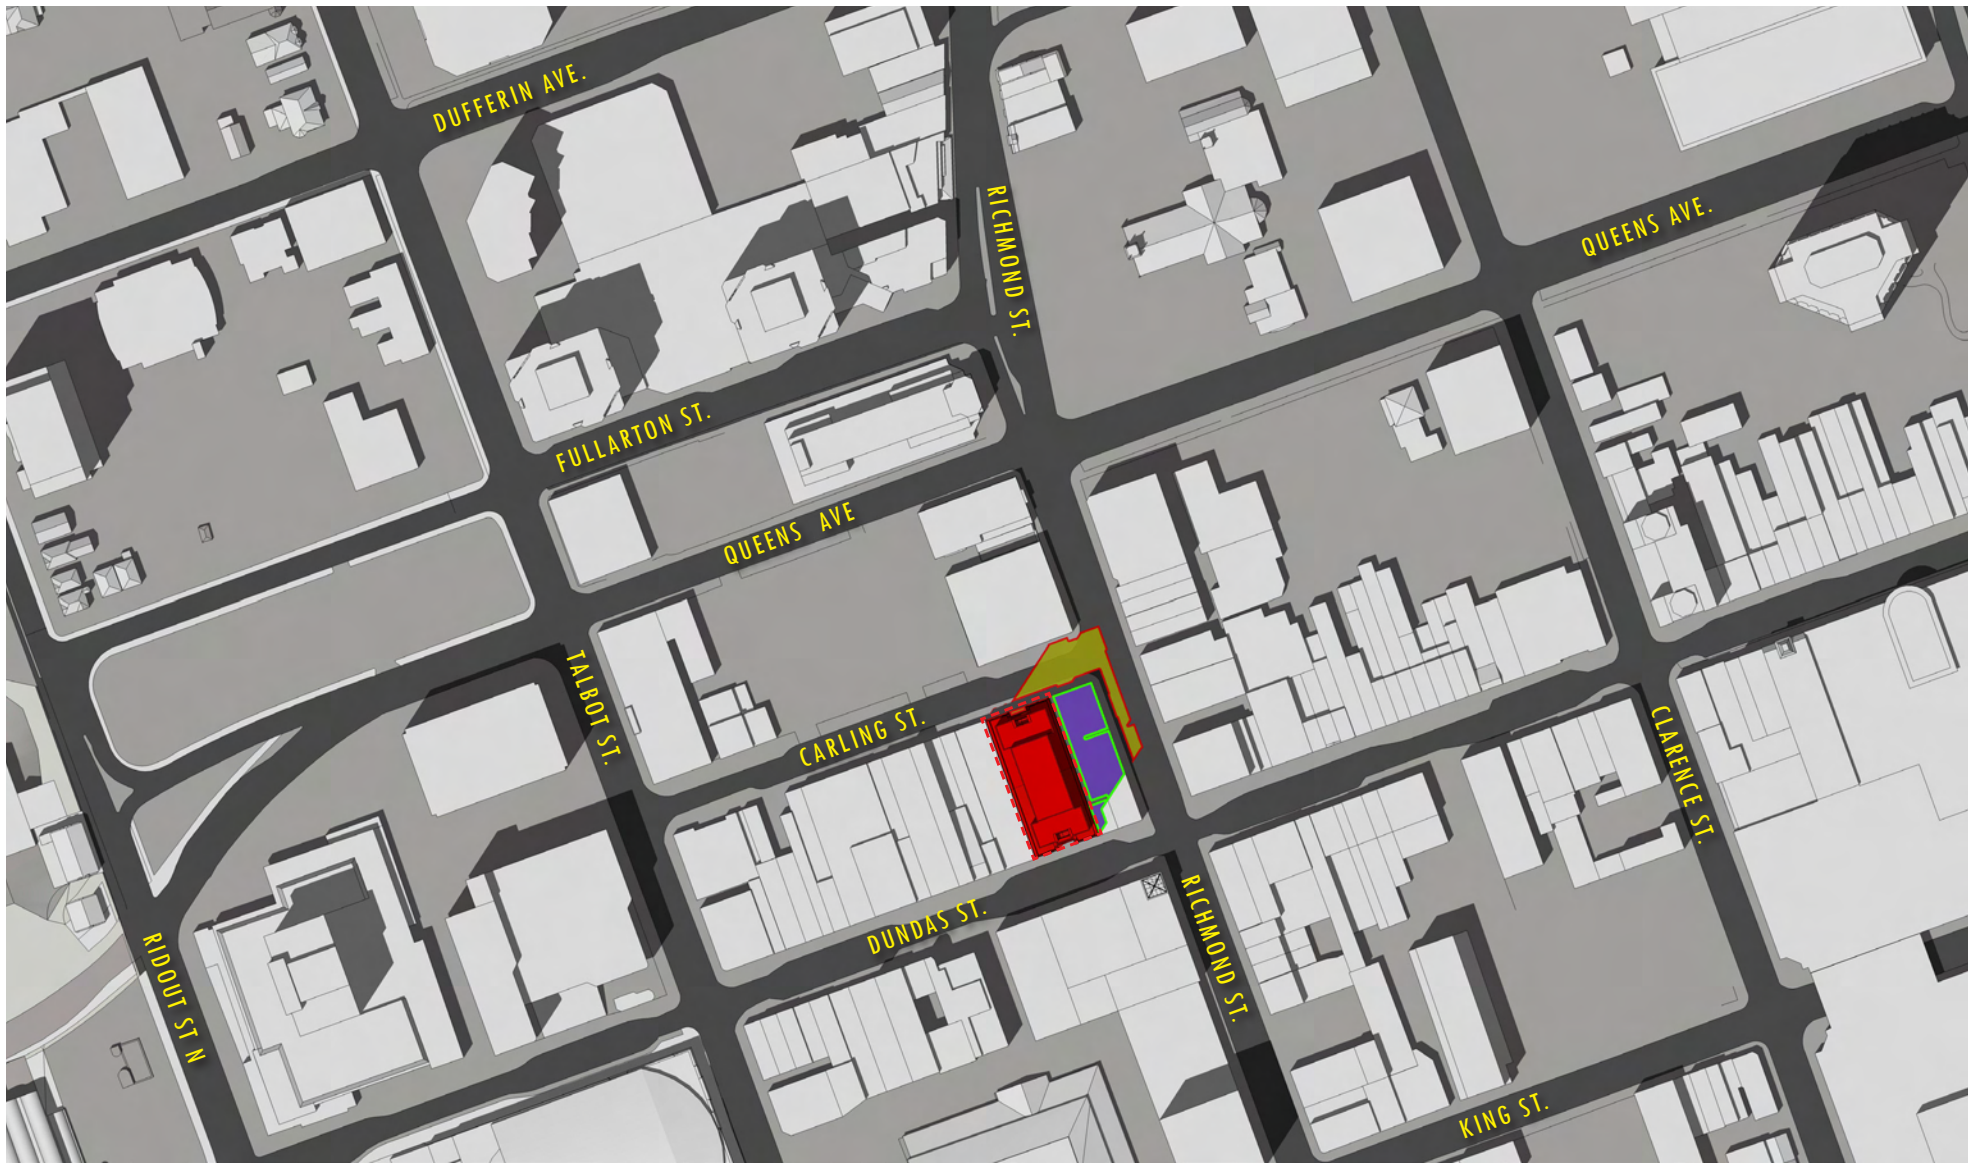 DUFFERIN AVE.
RICHMOND ST.
QUEENS AVE.
FULLARTON ST.
QUEENS AVE
TALBOT ST.
CARLING ST.
CLARENCE ST.
DUNDAS ST.
RICHMOND ST.
RIDOUT ST N
KING ST.